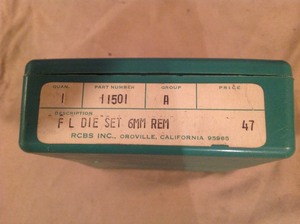 QUAN. PART NUMBER GROUP PRICE
1 11501 A
DESCRIPTION
F L DIE SET 6MM REM 47
RCBS INC., OROVILLE, CALIFORNIA 95965